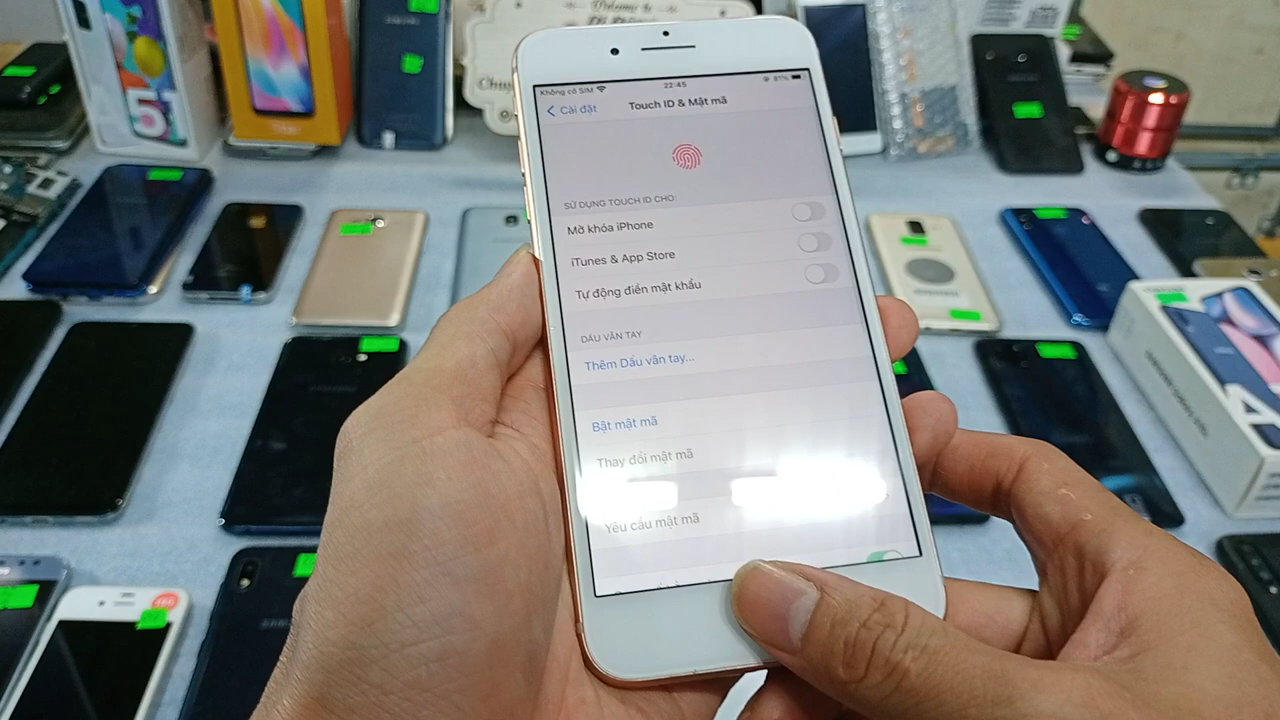 Không có SIM
22:45
81%
Cài đặt
Touch ID & Mật mã
SỬ DỤNG TOUCH ID CHO:
Mở khóa iPhone
iTunes & App Store
Tự động điền mật khẩu
DẤU VÂN TAY
Thêm Dấu vân tay...
Bật mật mã
Thay đổi mật mã
Yêu cầu mật mã